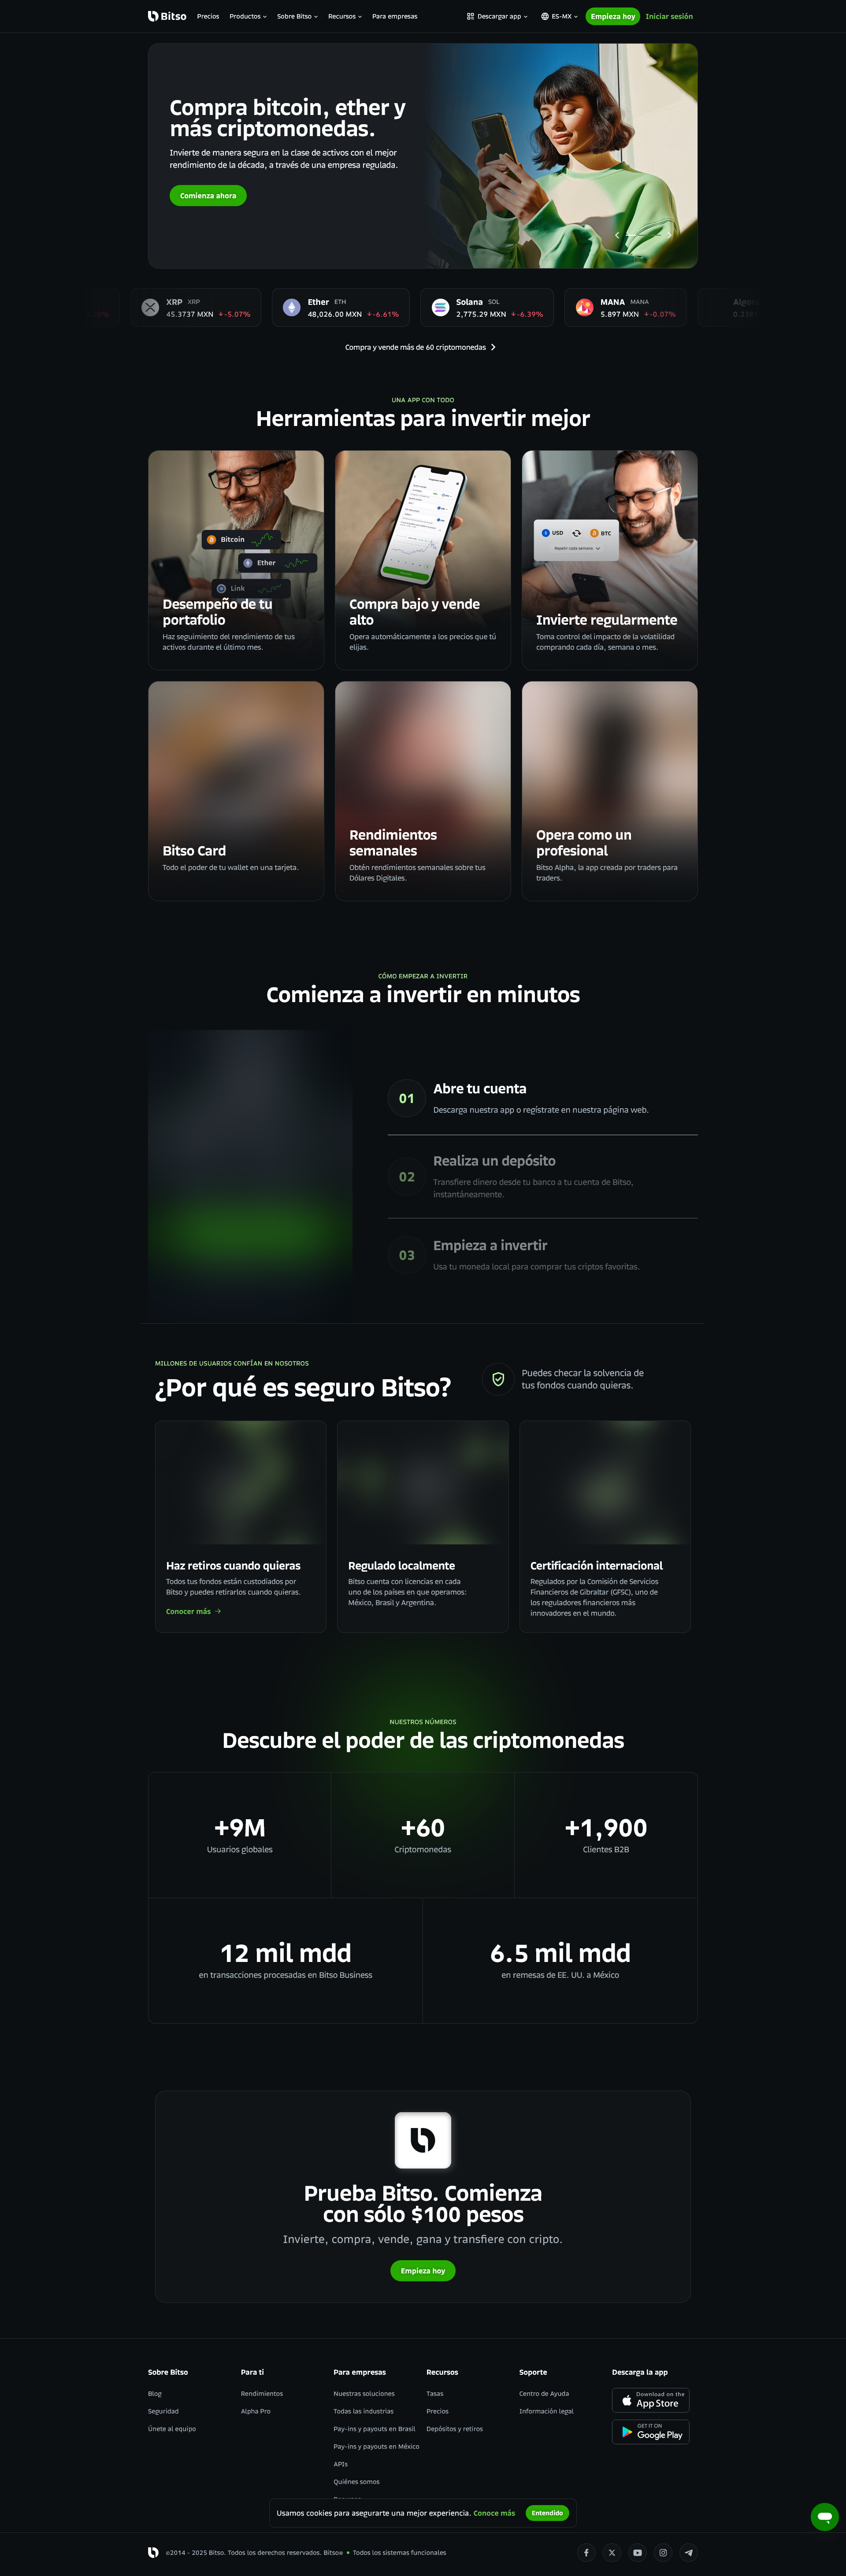 Bitso
Precios
Productos
Sobre Bitso
Recursos
Para empresas
Descargar app
ES-MX
Empieza hoy
Iniciar sesión
Compra bitcoin, ether y
más criptomonedas.
Invierte de manera segura en la clase de activos con el mejor
rendimiento de la década, a través de una empresa regulada.
Comienza ahora
XRP XRP
45.3737 MXN -5.07%
Ether ETH
48,026.00 MXN -6.61%
Solana SOL
2,775.29 MXN -6.39%
MANA MANA
5.897 MXN -0.07%
Compra y vende más de 60 criptomonedas
UNA APP CON TODO
Herramientas para invertir mejor
Bitcoin
Ether
Link
Desempeño de tu
portafolio
Haz seguimiento del rendimiento de tus
activos durante el último mes.
Compra bajo y vende
alto
Opera automáticamente a los precios que tú
elijas.
USD
BTC
Repetir cada semana
Invierte regularmente
Toma control del impacto de la volatilidad
comprando cada día, semana o mes.
Bitso Card
Todo el poder de tu wallet en una tarjeta.
Rendimientos
semanales
Obtén rendimientos semanales sobre tus
Dólares Digitales.
Opera como un
profesional
Bitso Alpha, la app creada por traders para
traders.
CÓMO EMPEZAR A INVERTIR
Comienza a invertir en minutos
01
Abre tu cuenta
Descarga nuestra app o regístrate en nuestra página web.
02
Realiza un depósito
Transfiere dinero desde tu banco a tu cuenta de Bitso,
instantáneamente.
03
Empieza a invertir
Usa tu moneda local para comprar tus criptos favoritas.
MILLONES DE USUARIOS CONFÍAN EN NOSOTROS
¿Por qué es seguro Bitso?
Puedes checar la solvencia de
tus fondos cuando quieras.
Haz retiros cuando quieras
Todos tus fondos están custodiados por
Bitso y puedes retirarlos cuando quieras.
Conocer más
Regulado localmente
Bitso cuenta con licencias en cada
uno de los países en que operamos:
México, Brasil y Argentina.
Certificación internacional
Regulados por la Comisión de Servicios
Financieros de Gibraltar (GFSC), uno de
los reguladores financieros más
innovadores en el mundo.
NUESTROS NÚMEROS
Descubre el poder de las criptomonedas
+9M
Usuarios globales
+60
Criptomonedas
+1,900
Clientes B2B
12 mil mdd
en transacciones procesadas en Bitso Business
6.5 mil mdd
en remesas de EE. UU. a México
Prueba Bitso. Comienza
con sólo $100 pesos
Invierte, compra, vende, gana y transfiere con cripto.
Empieza hoy
Sobre Bitso
Blog
Seguridad
Únete al equipo
Para ti
Rendimientos
Alpha Pro
Para empresas
Nuestras soluciones
Todas las industrias
Pay-ins y payouts en Brasil
Pay-ins y payouts en México
APIs
Quiénes somos
Recursos
Tasas
Precios
Depósitos y retiros
Soporte
Centro de Ayuda
Información legal
Descarga la app
Download on the
App Store
GET IT ON
Google Play
Usamos cookies para asegurarte una mejor experiencia. Conoce más
Entendido
©2014 - 2025 Bitso. Todos los derechos reservados. Bitso® • Todos los sistemas funcionales